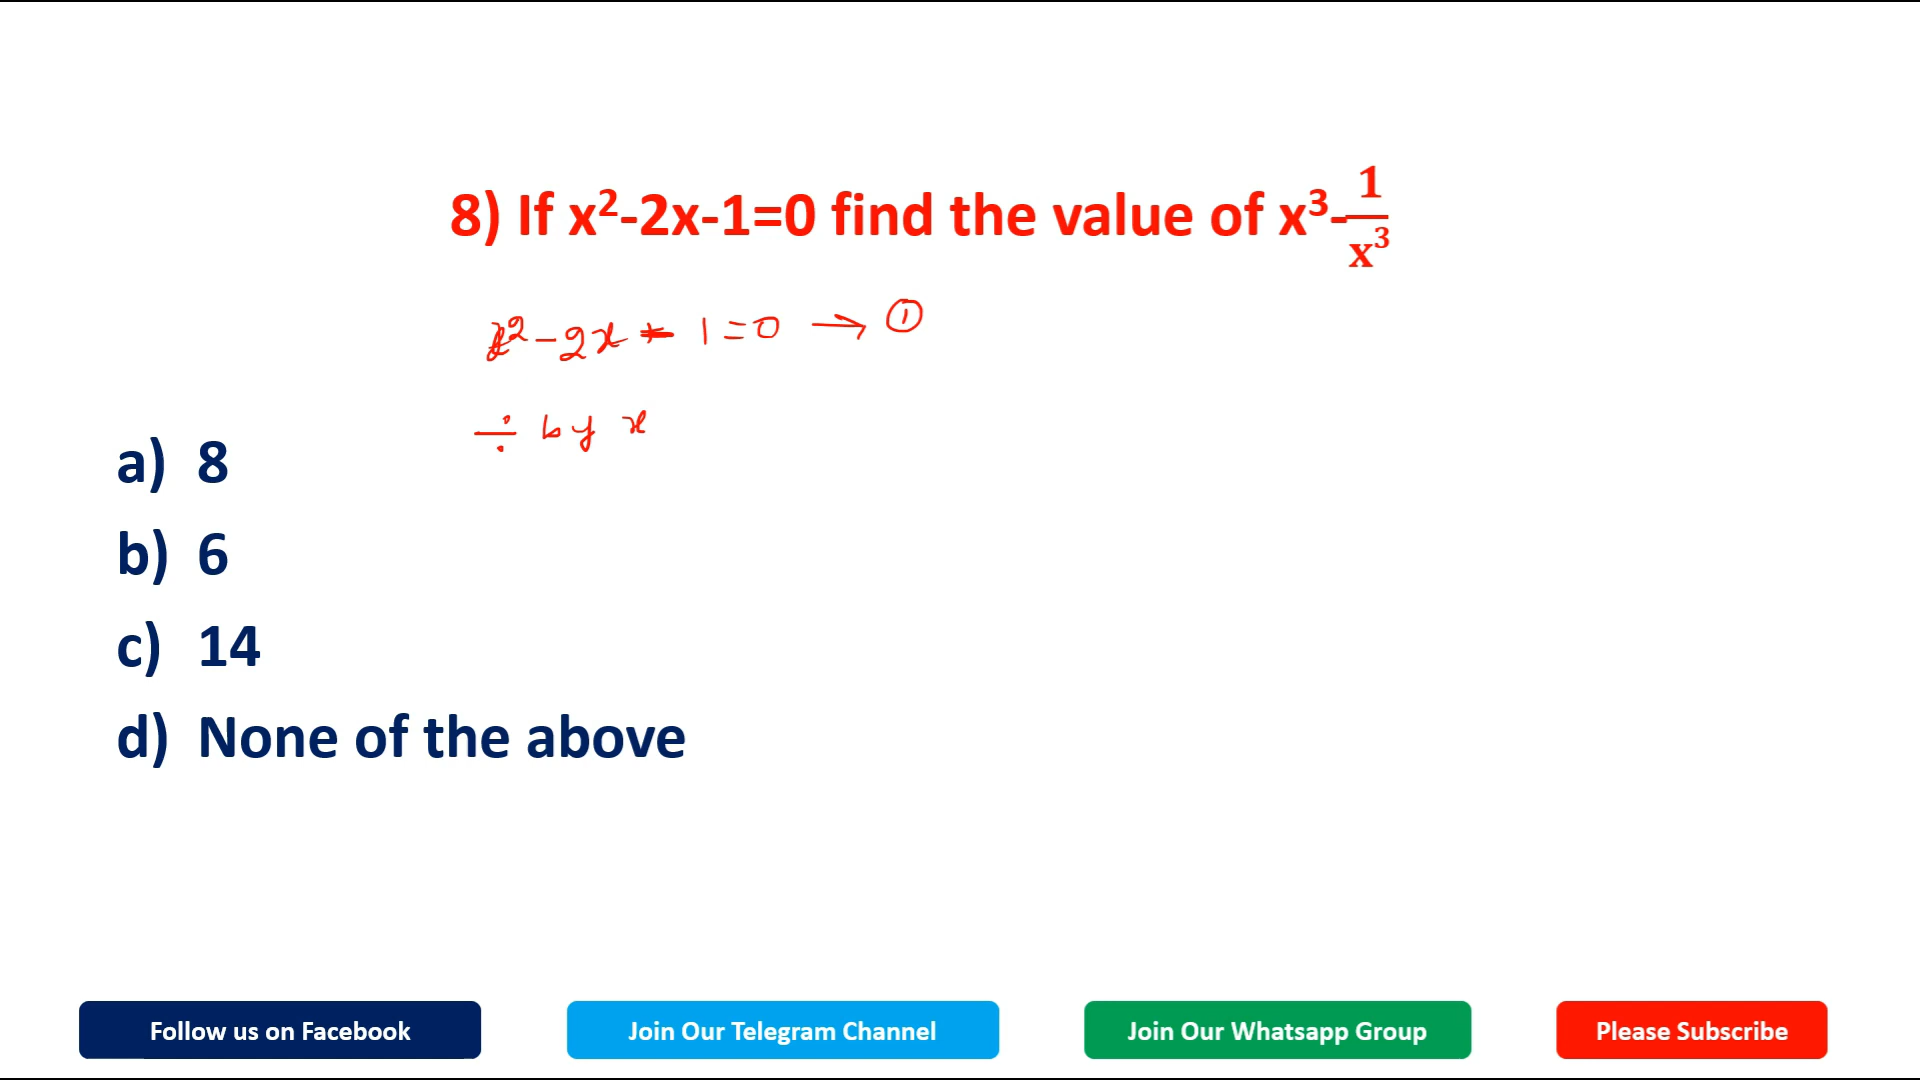 8) If x²-2x-1=0 find the value of x³-1/x³
x²-2x-1=0 → ①
÷ by x
a) 8
b) 6
c) 14
d) None of the above
Follow us on Facebook
Join Our Telegram Channel
Join Our Whatsapp Group
Please Subscribe